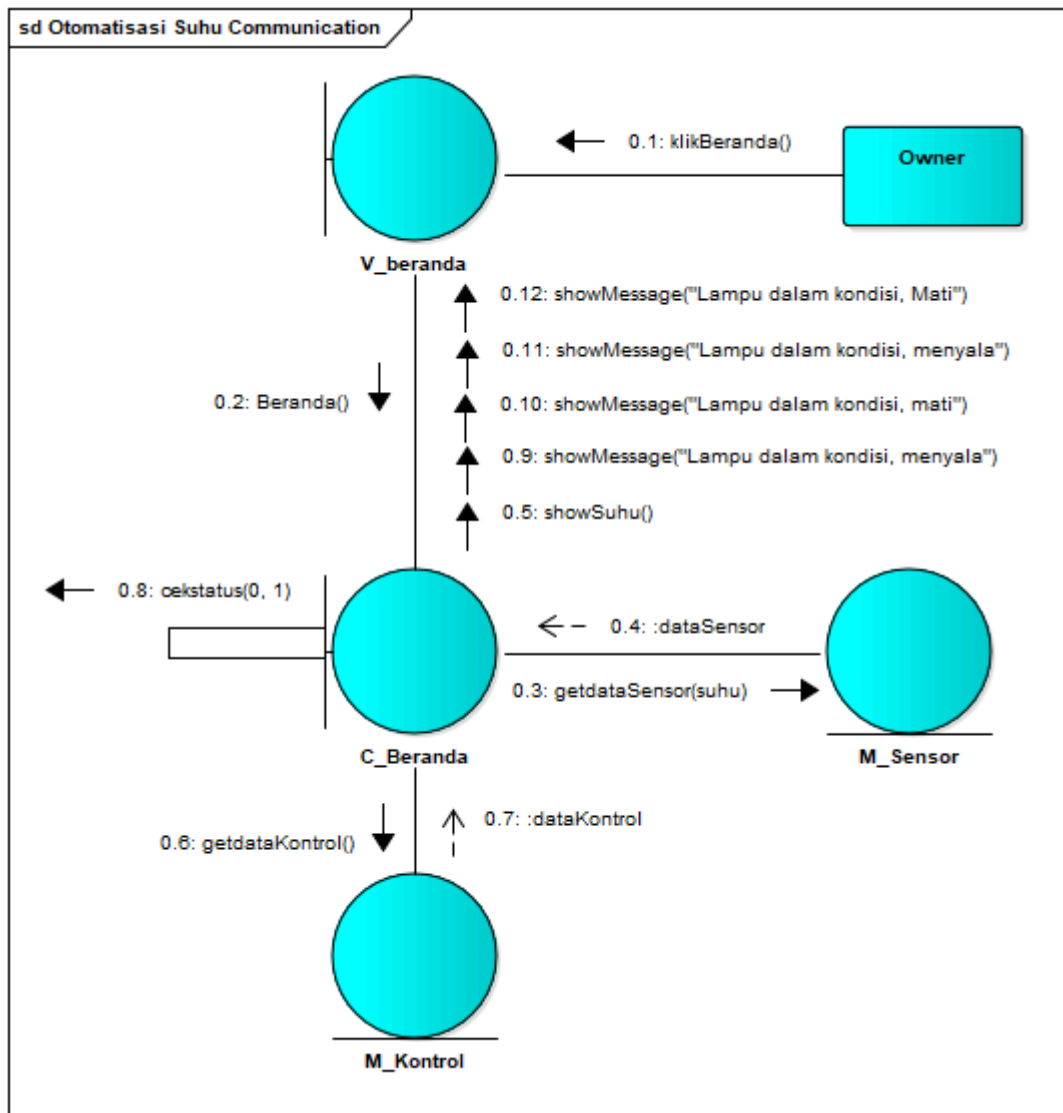 sd Otomatisasi Suhu Communication
0.1: klikBeranda()
Owner
V_beranda
0.12: showMessage("Lampu dalam kondisi, Mati")
0.11: showMessage("Lampu dalam kondisi, menyala")
0.2: Beranda()
0.10: showMessage("Lampu dalam kondisi, mati")
0.9: showMessage("Lampu dalam kondisi, menyala")
0.5: showSuhu()
0.8: cekstatus(0, 1)
0.4: :dataSensor
0.3: getdataSensor(suhu)
C_Beranda
M_Sensor
0.7: :dataKontrol
0.6: getdataKontrol()
M_Kontrol